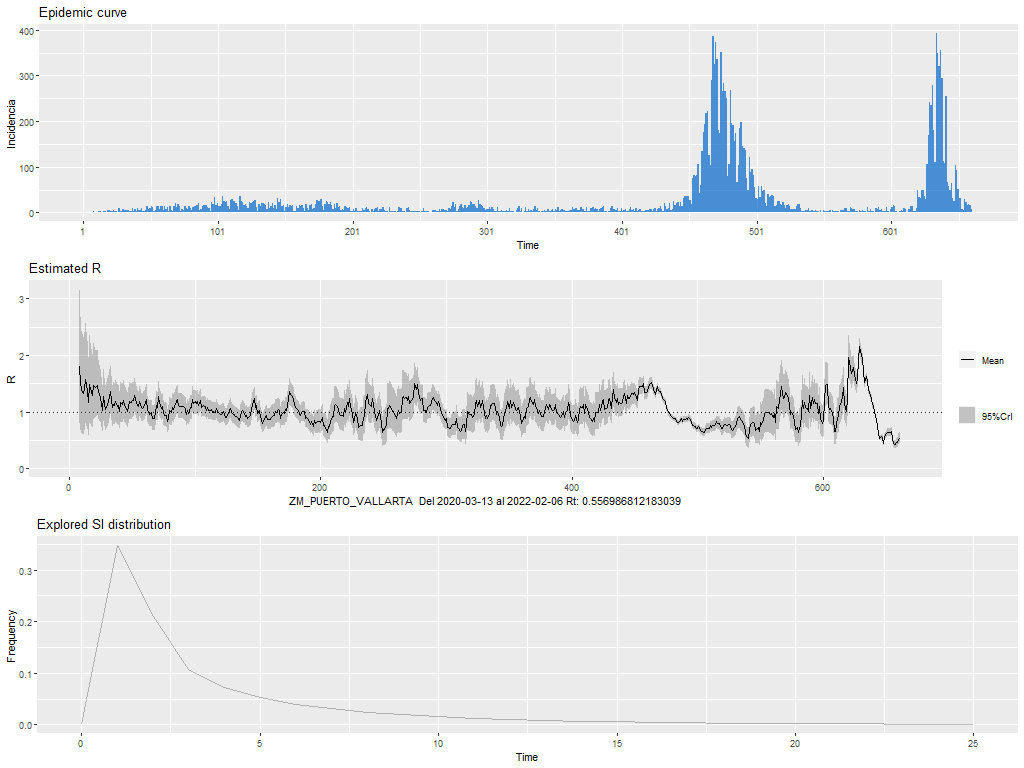 Epidemic curve
400
300
200
100
0
Incidencia
1
101
201
301
401
501
601
Time
Estimated R
3
2
1
0
R
Mean
95%CrI
0
200
400
600
ZM_PUERTO_VALLARTA Del 2020-03-13 al 2022-02-06 Rt: 0.556986812183039
Explored SI distribution
0.3
0.2
0.1
0.0
Frequency
0
5
10
15
20
25
Time